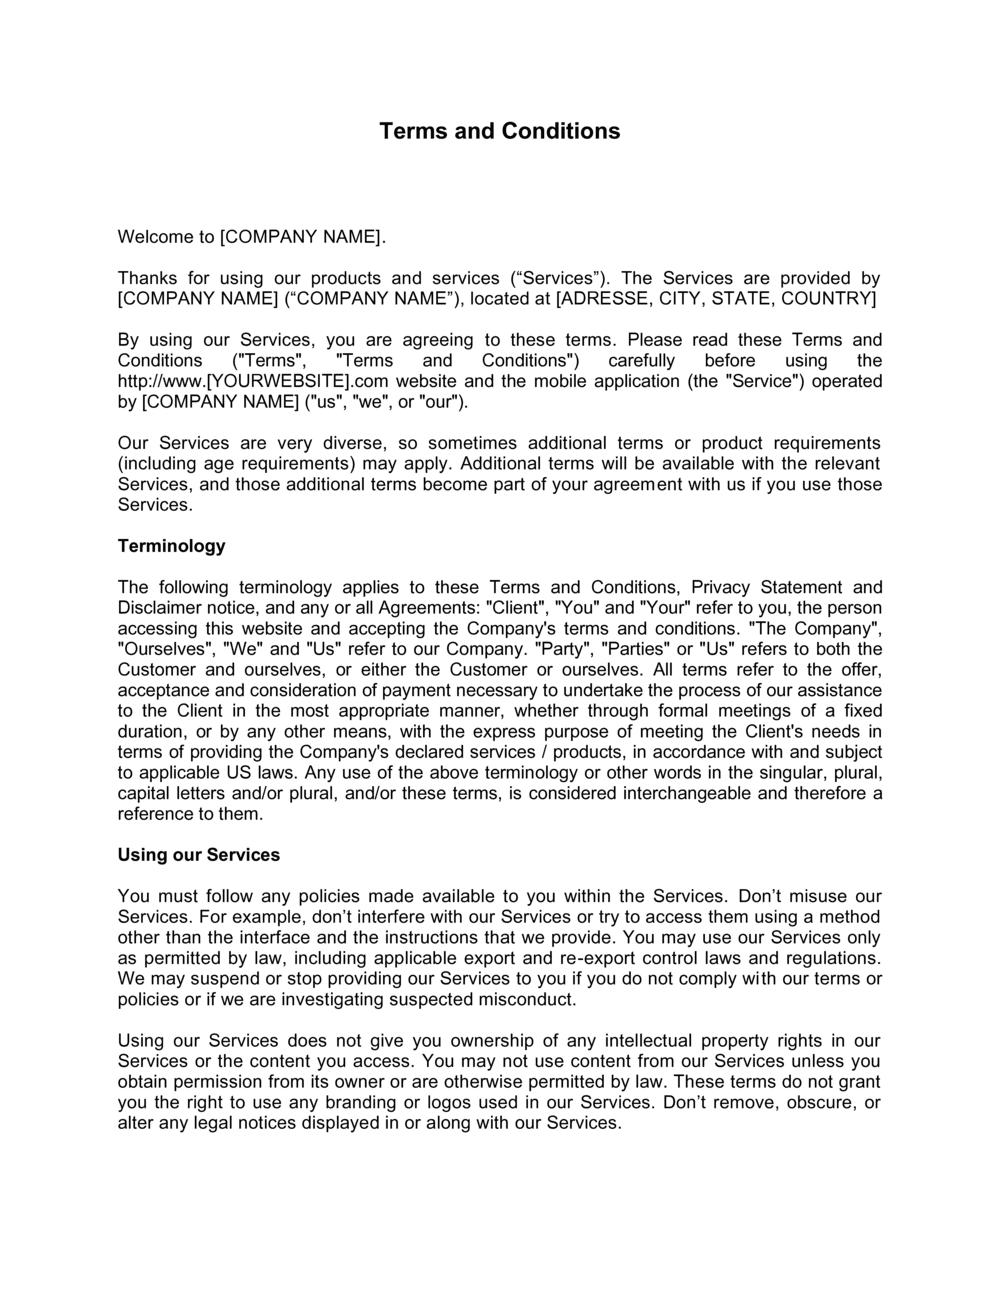 Terms and Conditions
Welcome to [COMPANY NAME].
Thanks for using our products and services (“Services”). The Services are provided by
[COMPANY NAME] (“COMPANY NAME”), located at [ADRESSE, CITY, STATE, COUNTRY]
By using our Services, you are agreeing to these terms. Please read these Terms and
Conditions ("Terms", "Terms and Conditions") carefully before using the
http://www.[YOURWEBSITE].com website and the mobile application (the "Service") operated
by [COMPANY NAME] ("us", "we", or "our").
Our Services are very diverse, so sometimes additional terms or product requirements
(including age requirements) may apply. Additional terms will be available with the relevant
Services, and those additional terms become part of your agreement with us if you use those
Services.
Terminology
The following terminology applies to these Terms and Conditions, Privacy Statement and
Disclaimer notice, and any or all Agreements: "Client", "You" and "Your" refer to you, the person
accessing this website and accepting the Company's terms and conditions. "The Company",
"Ourselves", "We" and "Us" refer to our Company. "Party", "Parties" or "Us" refers to both the
Customer and ourselves, or either the Customer or ourselves. All terms refer to the offer,
acceptance and consideration of payment necessary to undertake the process of our assistance
to the Client in the most appropriate manner, whether through formal meetings of a fixed
duration, or by any other means, with the express purpose of meeting the Client's needs in
terms of providing the Company's declared services / products, in accordance with and subject
to applicable US laws. Any use of the above terminology or other words in the singular, plural,
capital letters and/or plural, and/or these terms, is considered interchangeable and therefore a
reference to them.
Using our Services
You must follow any policies made available to you within the Services. Don’t misuse our
Services. For example, don’t interfere with our Services or try to access them using a method
other than the interface and the instructions that we provide. You may use our Services only
as permitted by law, including applicable export and re-export control laws and regulations.
We may suspend or stop providing our Services to you if you do not comply with our terms or
policies or if we are investigating suspected misconduct.
Using our Services does not give you ownership of any intellectual property rights in our
Services or the content you access. You may not use content from our Services unless you
obtain permission from its owner or are otherwise permitted by law. These terms do not grant
you the right to use any branding or logos used in our Services. Don’t remove, obscure, or
alter any legal notices displayed in or along with our Services.